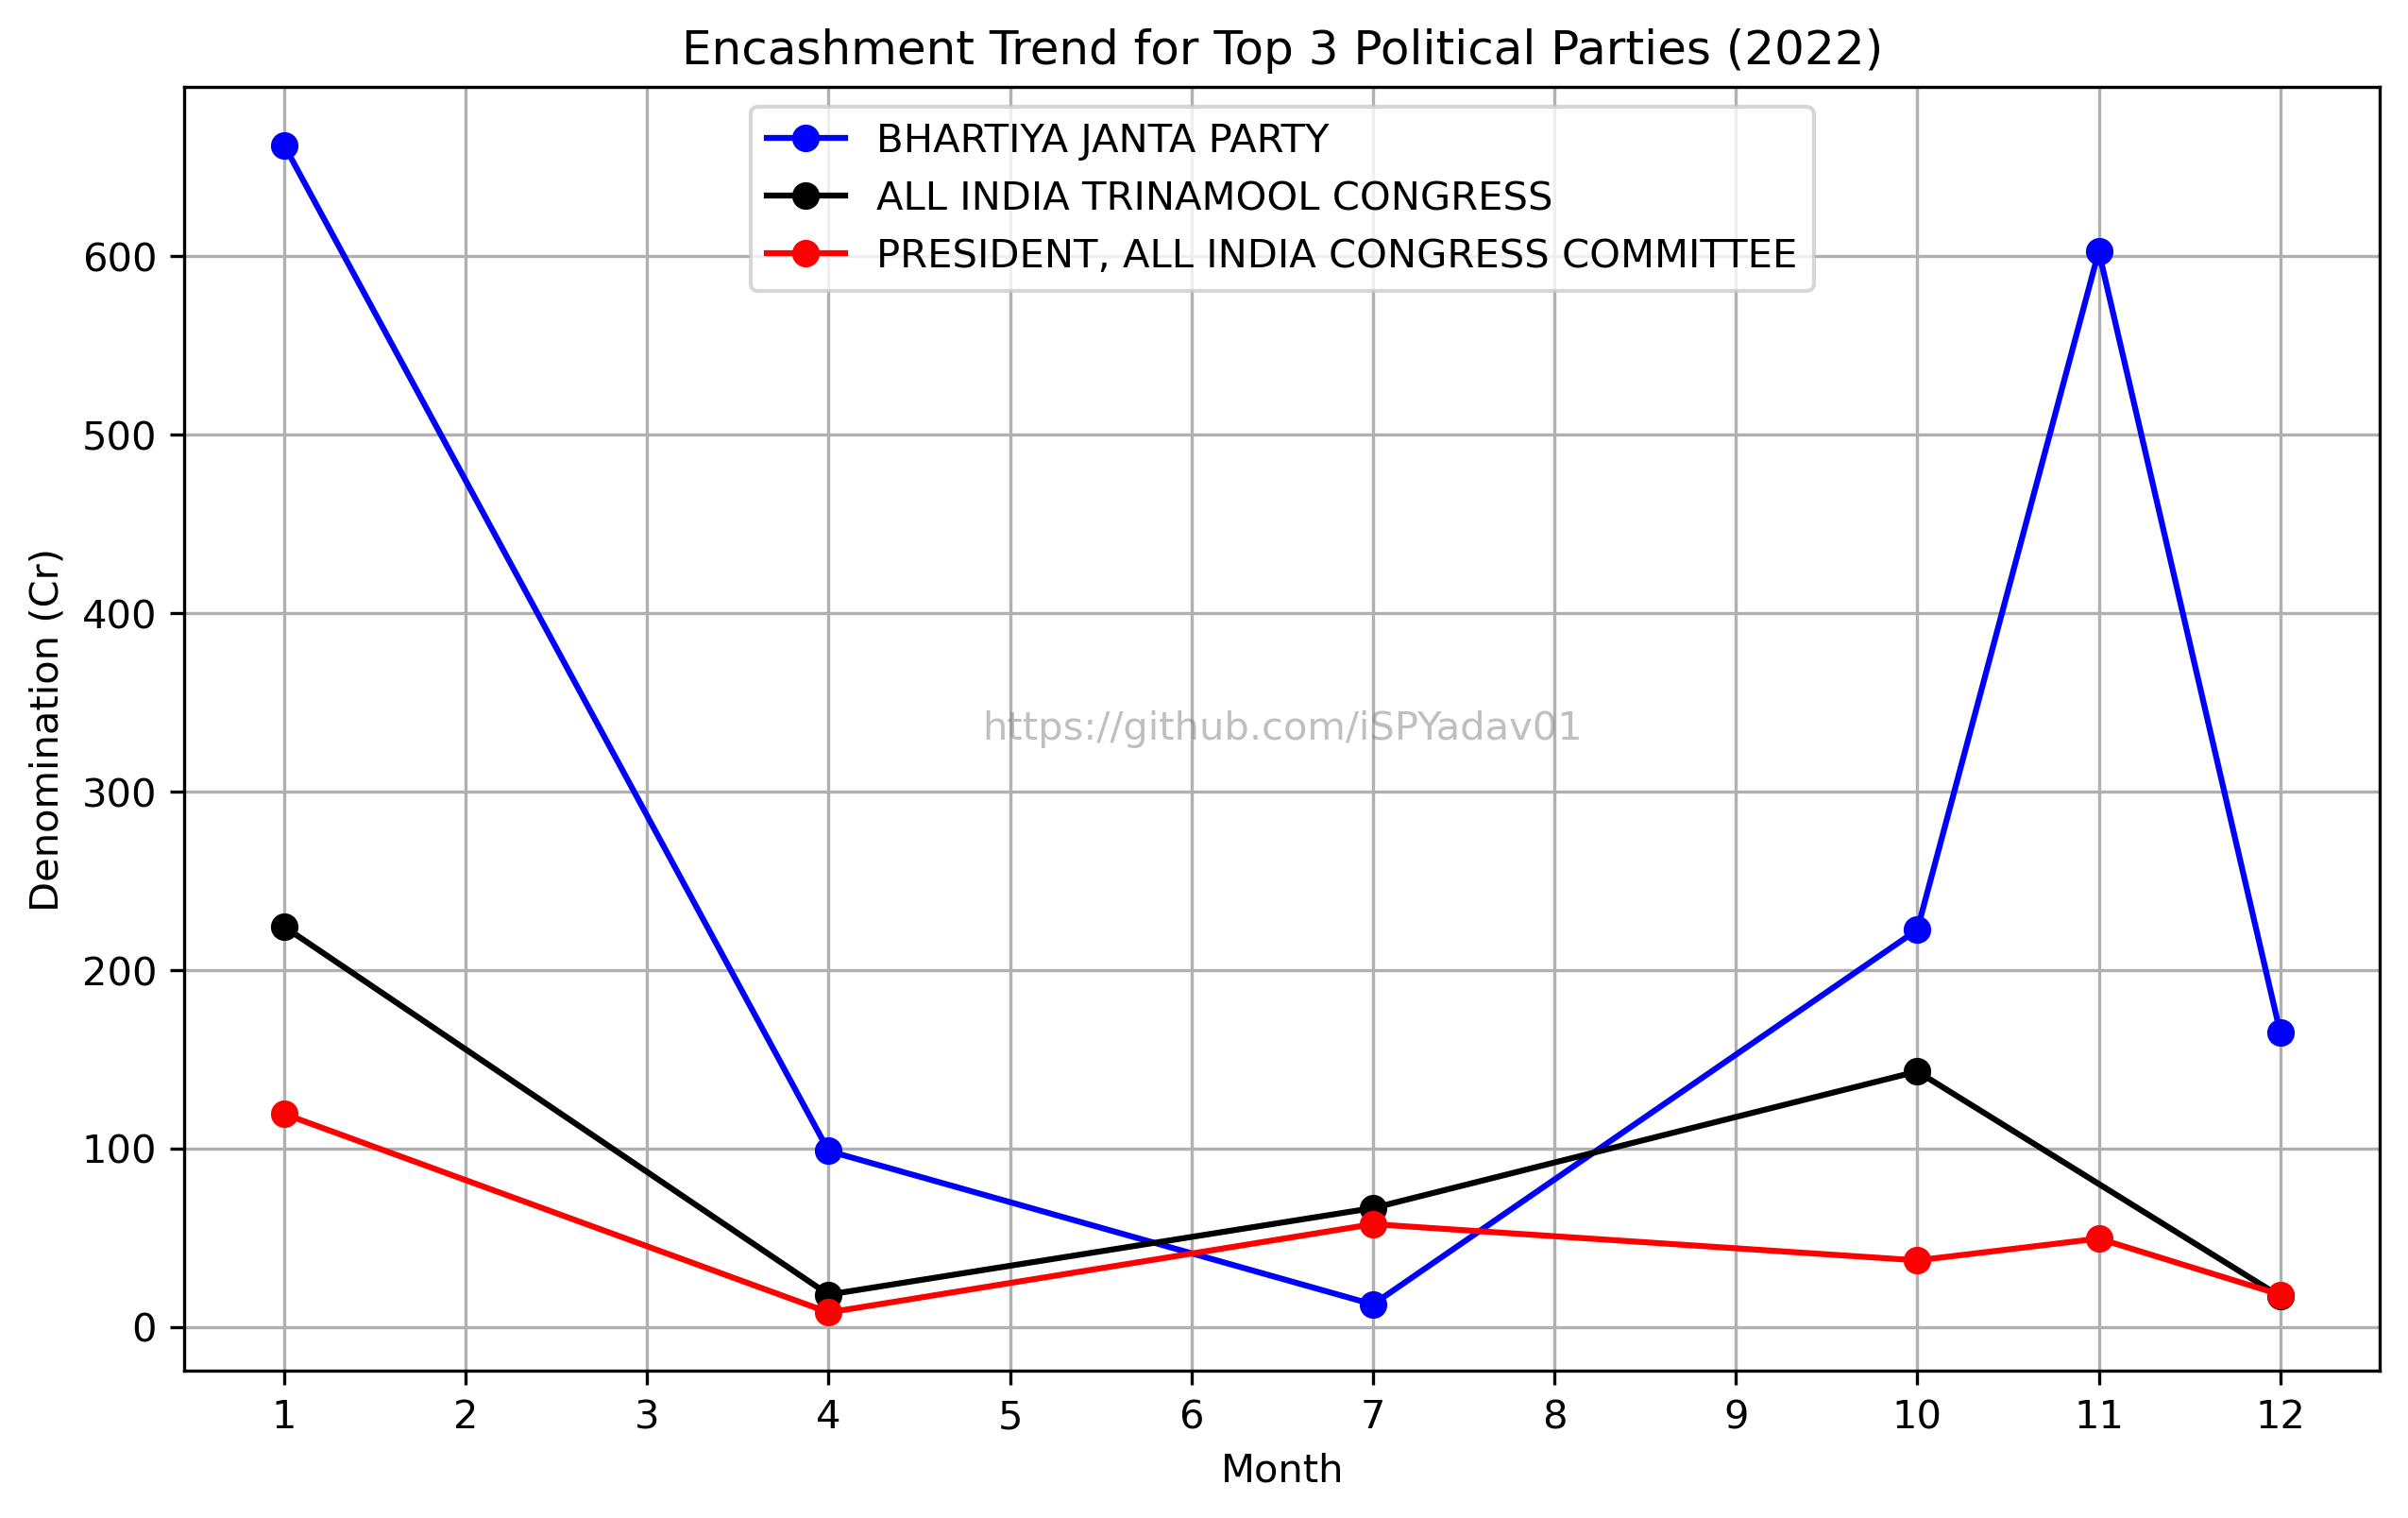 Encashment Trend for Top 3 Political Parties (2022)
BHARTIYA JANTA PARTY
ALL INDIA TRINAMOOL CONGRESS
PRESIDENT, ALL INDIA CONGRESS COMMITTEE
600
500
400
300
200
100
0
Denomination (Cr)
https://github.com/iSPYadav01
1 2 3 4 5 6 7 8 9 10 11 12
Month